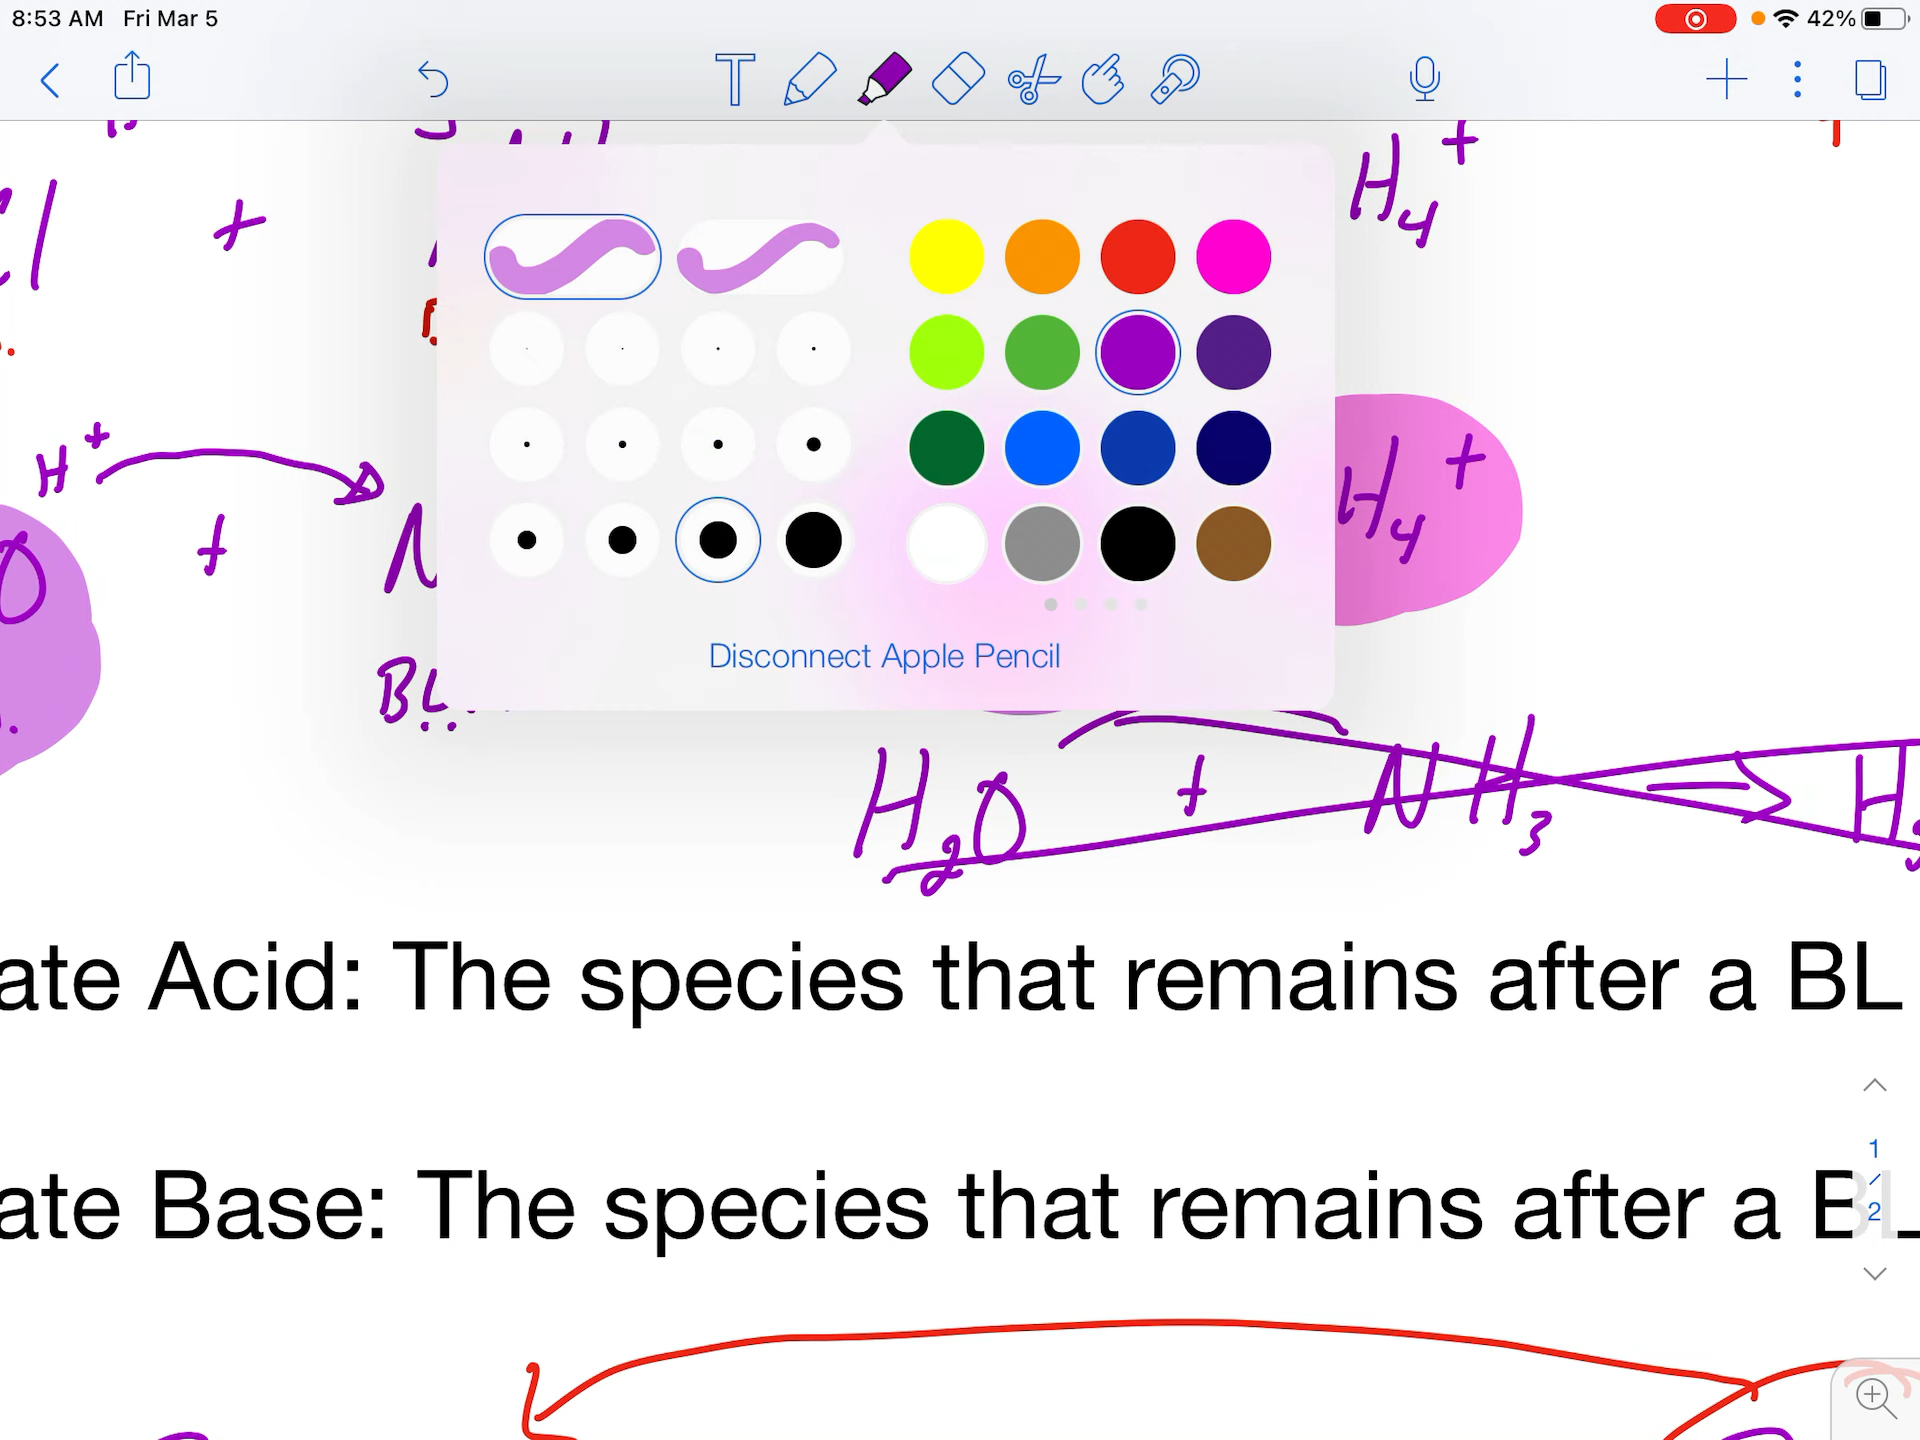 8:53 AM Fri Mar 5 42%
T
+ H4+
H+ + H4+
Disconnect Apple Pencil
H2O + NH3
ate Acid: The species that remains after a BL
1
ate Base: The species that remains after a BL
2